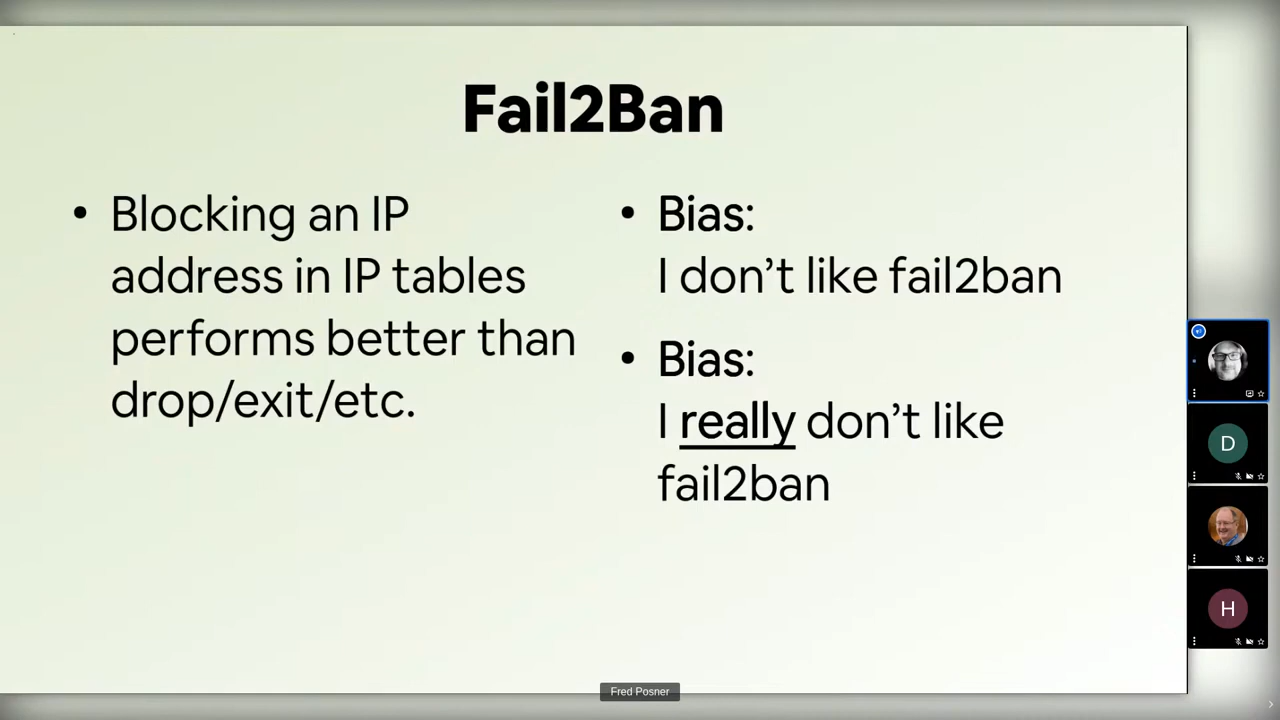 Fail2Ban
• Blocking an IP
address in IP tables
performs better than
drop/exit/etc.
• Bias:
I don’t like fail2ban
• Bias:
I really don’t like
fail2ban
D
H
Fred Posner